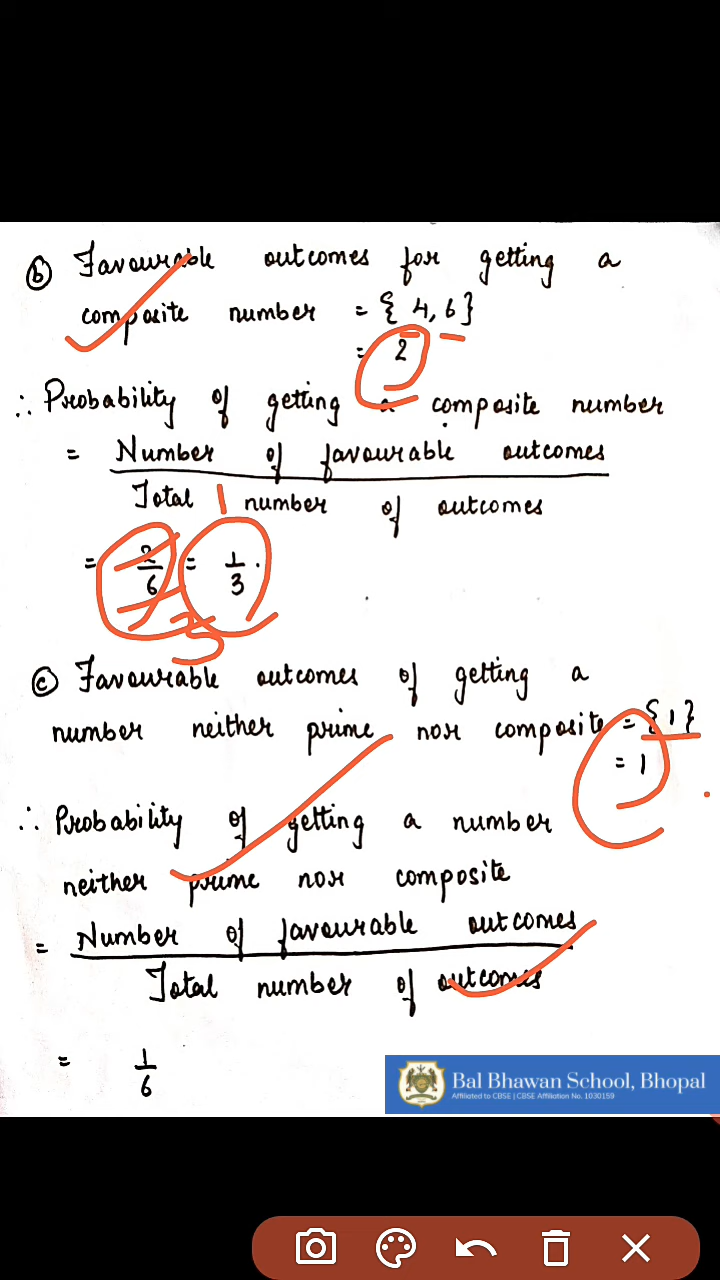 ⓑ Favourable outcomes for getting a
composite number = {4, 6}
= 2
∴ Probability of getting a composite number
= Number of favourable outcomes
Total number of outcomes
1
= 2/6 = 1/3.
3
ⓒ Favourable outcomes of getting a
number neither prime nor composite = {1}
= 1
∴ Probability of getting a number
neither prime nor composite
= Number of favourable outcomes
Total number of outcomes
= 1/6
Bal Bhawan School, Bhopal
Affiliated to CBSE | CBSE Affiliation No. 1030159